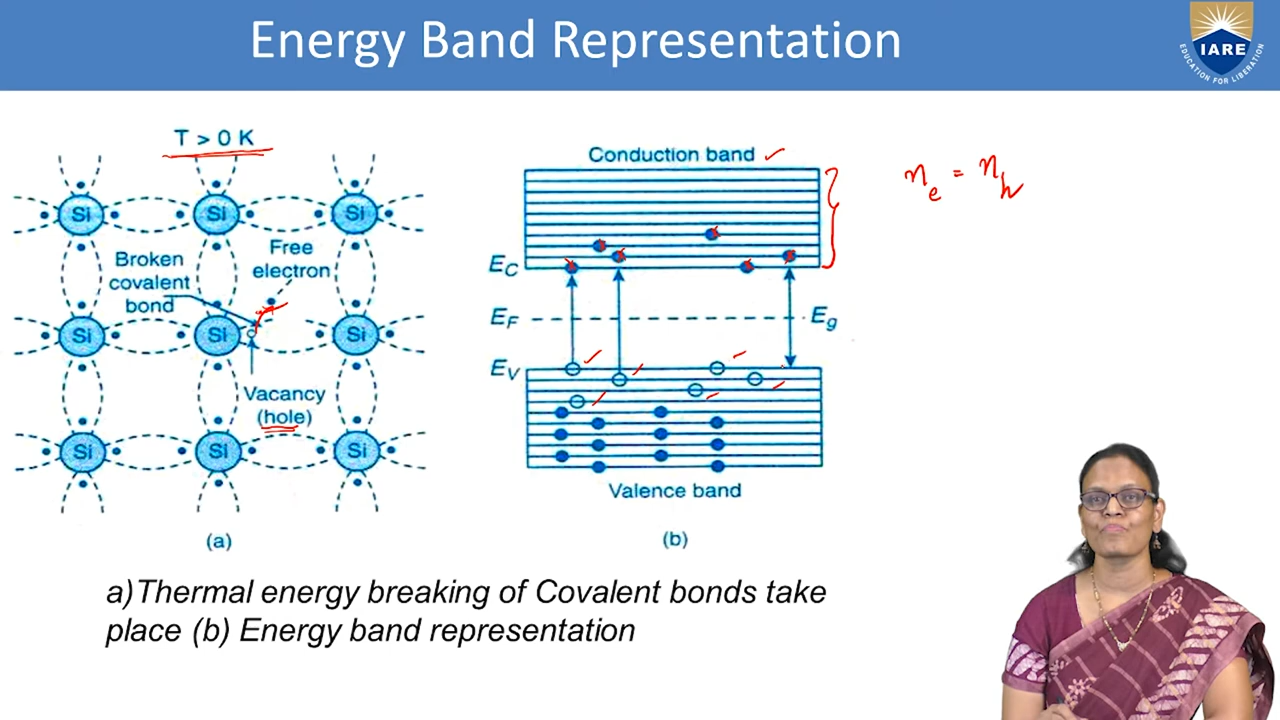 Energy Band Representation
IARE
EDUCATION FOR LIBERATION
T > 0 K
Si Si Si
Broken
covalent
bond
Free
electron
Si Si Si
Vacancy
(hole)
Si Si Si
(a)
Conduction band
E_C
E_F
E_g
E_V
Valence band
(b)
n_e = n_h
a)Thermal energy breaking of Covalent bonds take
place (b) Energy band representation